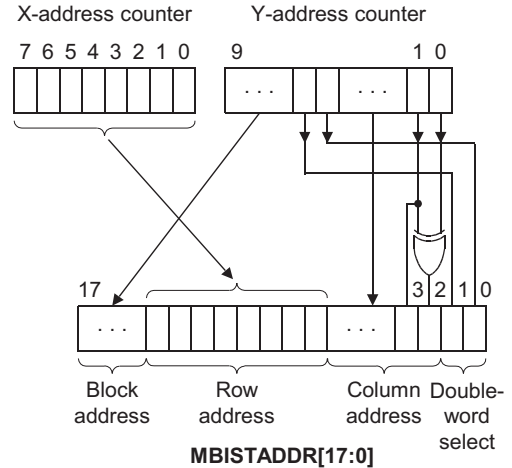 X-address counter Y-address counter
7 6 5 4 3 2 1 0 9 1 0
. . . . . .
17 3 2 1 0
. . . . . .
Block address Row address Column address Double-word select
MBISTADDR[17:0]